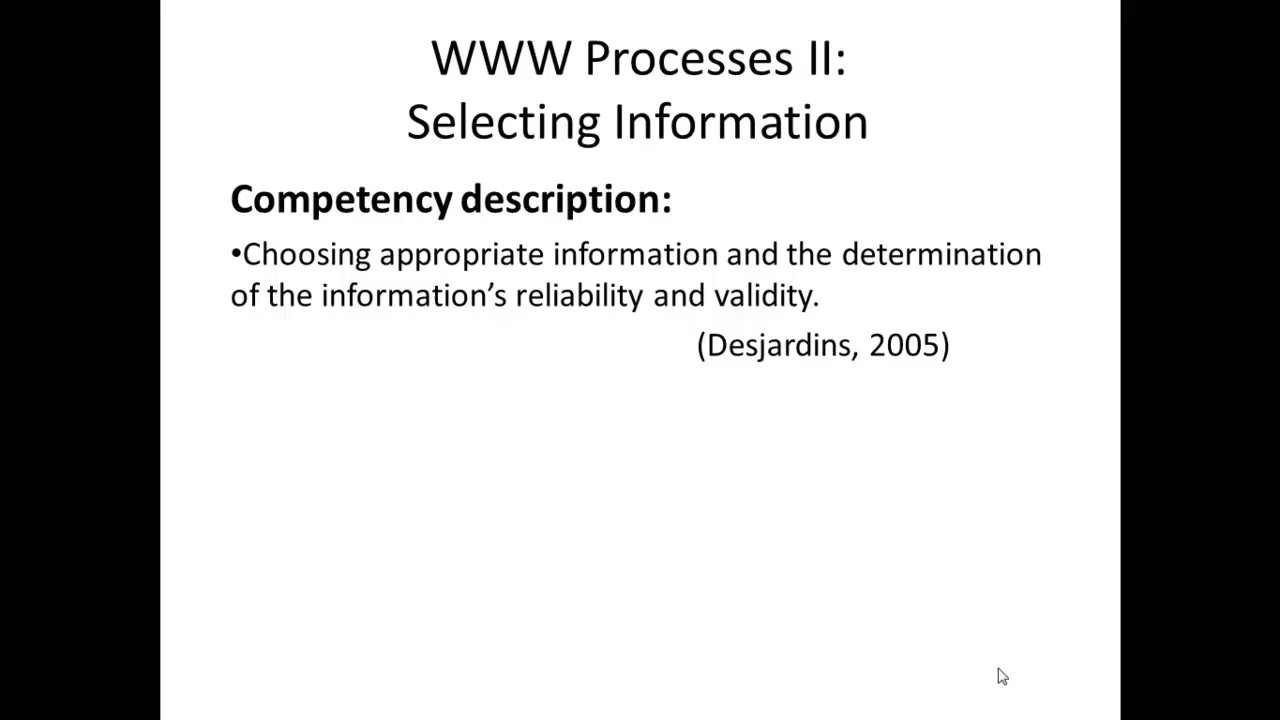 WWW Processes II:
Selecting Information
Competency description:
•Choosing appropriate information and the determination
of the information’s reliability and validity.
(Desjardins, 2005)